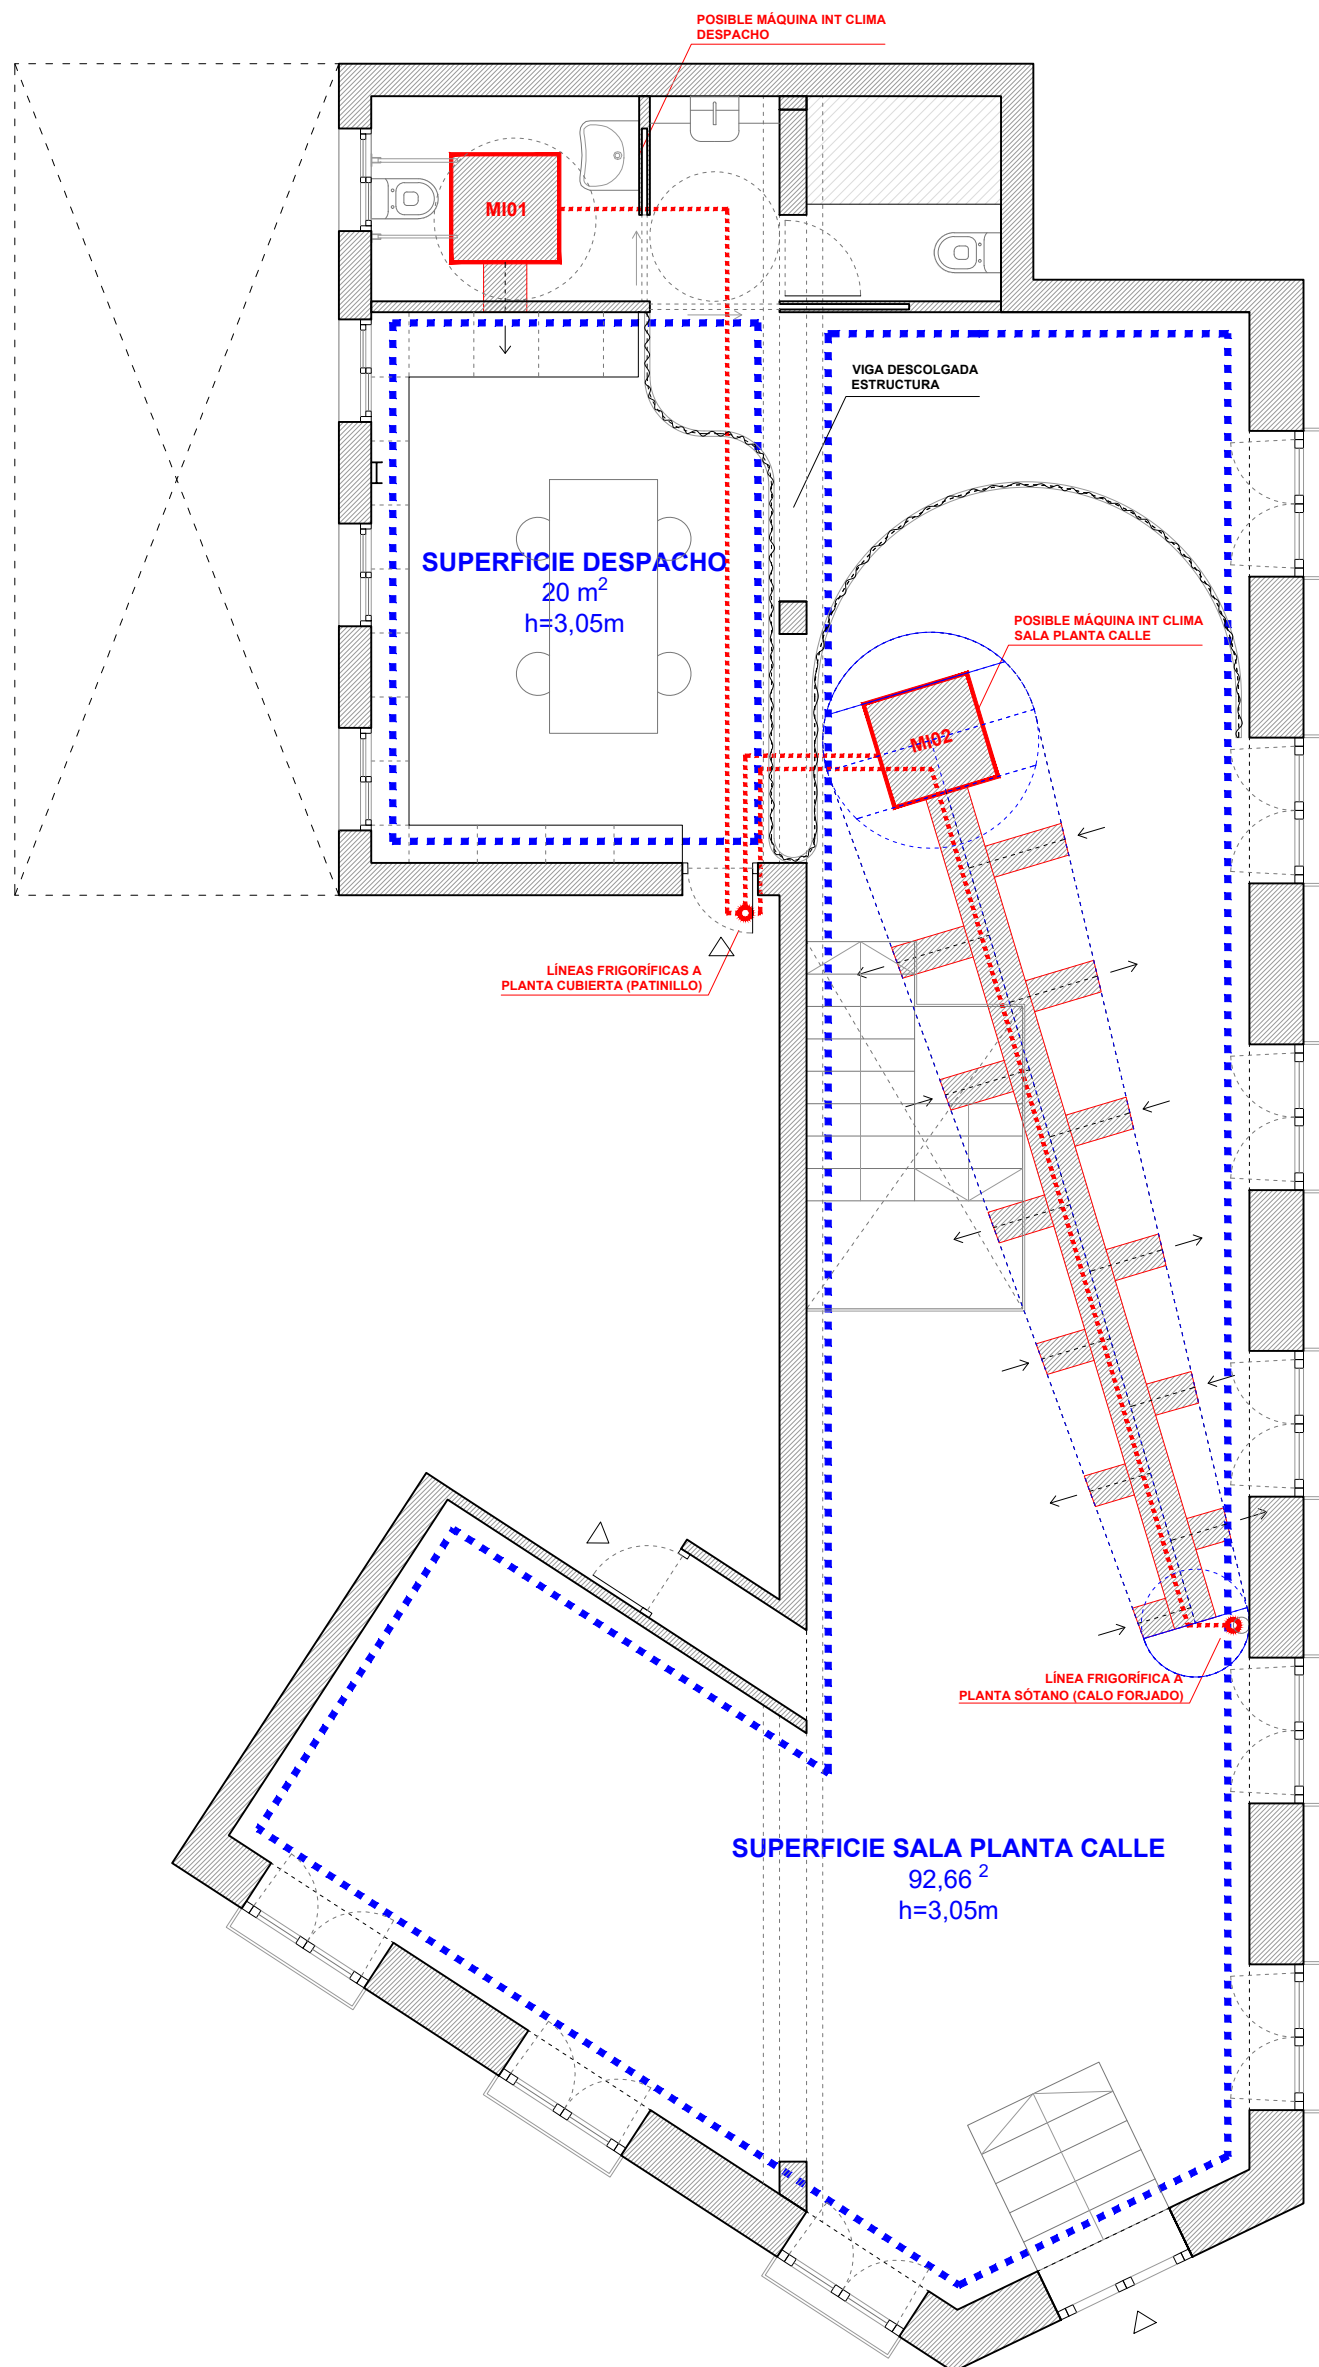 POSIBLE MÁQUINA INT CLIMA
DESPACHO
MI01
VIGA DESCOLGADA
ESTRUCTURA
SUPERFICIE DESPACHO
20 m²
h=3,05m
POSIBLE MÁQUINA INT CLIMA
SALA PLANTA CALLE
MI02
LÍNEAS FRIGORÍFICAS A
PLANTA CUBIERTA (PATINILLO)
LÍNEA FRIGORÍFICA A
PLANTA SÓTANO (CALO FORJADO)
SUPERFICIE SALA PLANTA CALLE
92,66 ²
h=3,05m